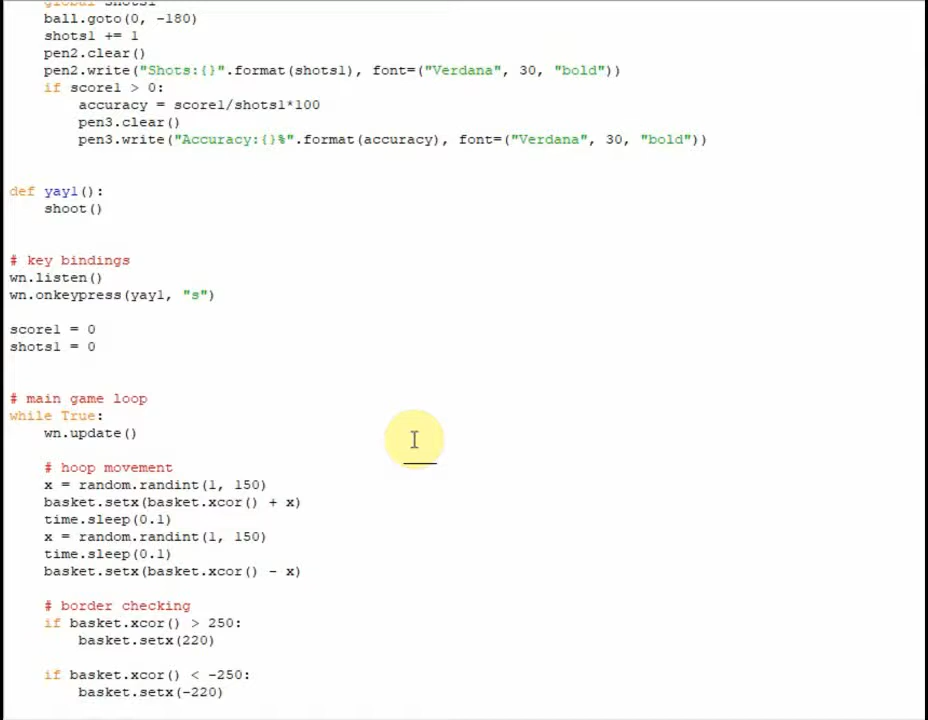 global shots1
ball.goto(0, -180)
shots1 += 1
pen2.clear()
pen2.write("Shots:{}".format(shots1), font=("Verdana", 30, "bold"))
if score1 > 0:
accuracy = score1/shots1*100
pen3.clear()
pen3.write("Accuracy:{}%".format(accuracy), font=("Verdana", 30, "bold"))
def yay1():
shoot()
# key bindings
wn.listen()
wn.onkeypress(yay1, "s")
score1 = 0
shots1 = 0
# main game loop
while True:
wn.update()
# hoop movement
x = random.randint(1, 150)
basket.setx(basket.xcor() + x)
time.sleep(0.1)
x = random.randint(1, 150)
time.sleep(0.1)
basket.setx(basket.xcor() - x)
# border checking
if basket.xcor() > 250:
basket.setx(220)
if basket.xcor() < -250:
basket.setx(-220)